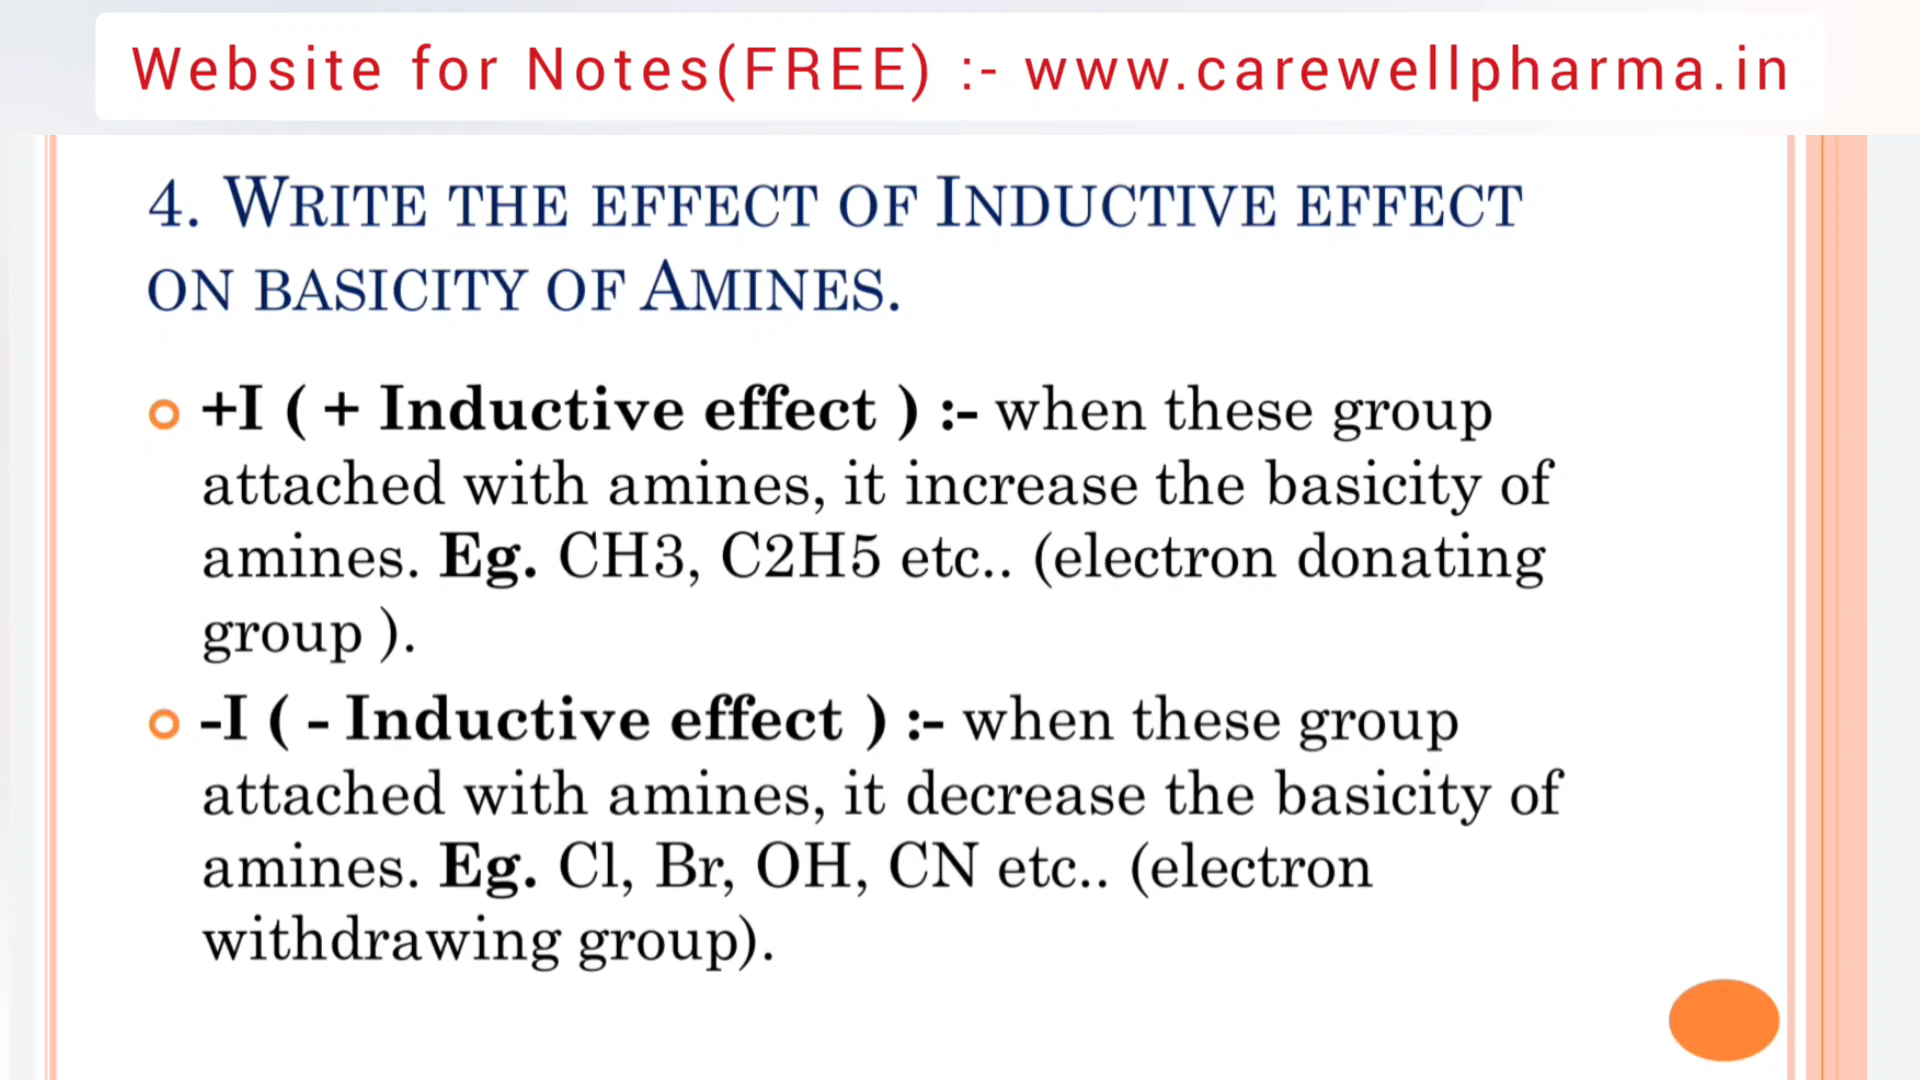 Website for Notes(FREE) :- www.carewellpharma.in
4. WRITE THE EFFECT OF INDUCTIVE EFFECT
ON BASICITY OF AMINES.
+I ( + Inductive effect ) :- when these group
attached with amines, it increase the basicity of
amines. Eg. CH3, C2H5 etc.. (electron donating
group ).
-I ( - Inductive effect ) :- when these group
attached with amines, it decrease the basicity of
amines. Eg. Cl, Br, OH, CN etc.. (electron
withdrawing group).